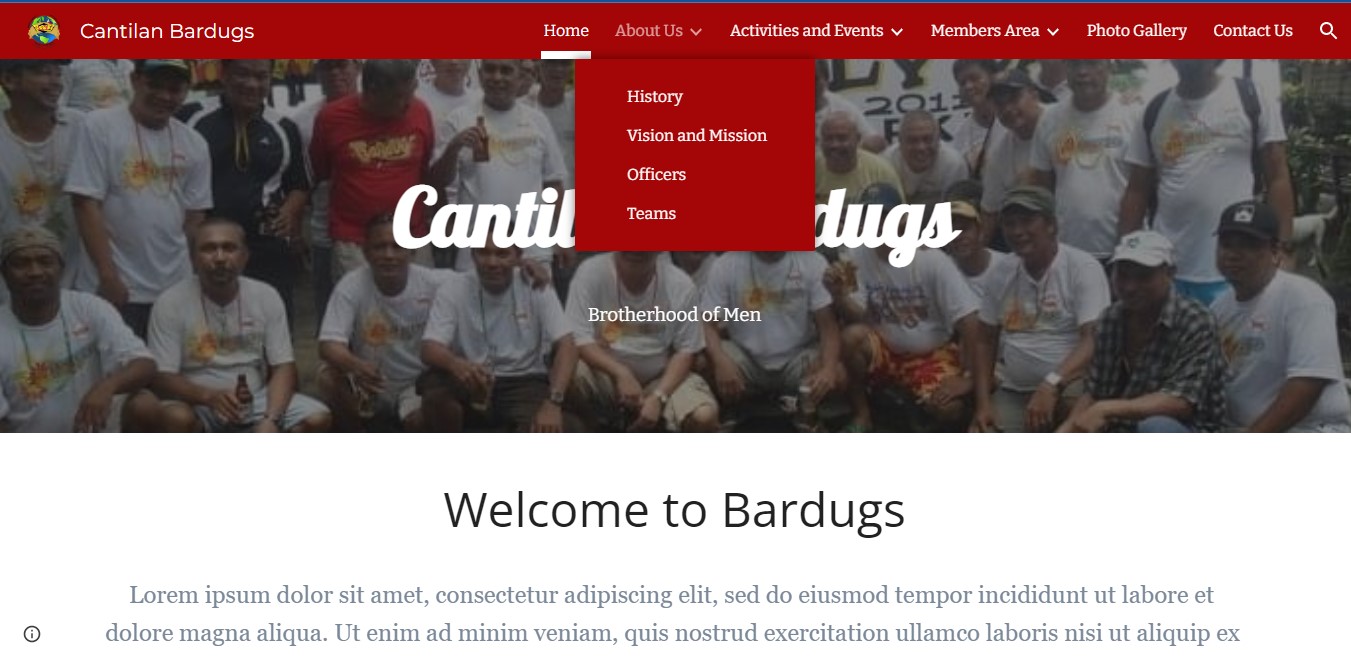 Cantilan Bardugs
Home About Us Activities and Events Members Area Photo Gallery Contact Us
History
Vision and Mission
Officers
Teams
2011
Brotherhood of Men
Welcome to Bardugs
Lorem ipsum dolor sit amet, consectetur adipiscing elit, sed do eiusmod tempor incididunt ut labore et
dolore magna aliqua. Ut enim ad minim veniam, quis nostrud exercitation ullamco laboris nisi ut aliquip ex